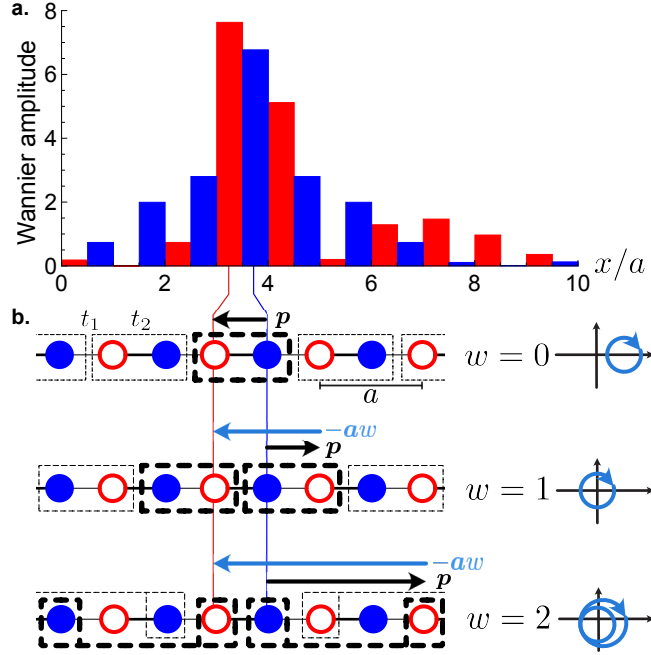 a.
Wannier amplitude
8
6
4
2
0
0 2 4 6 8 10 x/a
b.
t₁ t₂ p
w = 0
a
-aw
p
w = 1
-aw
p
w = 2